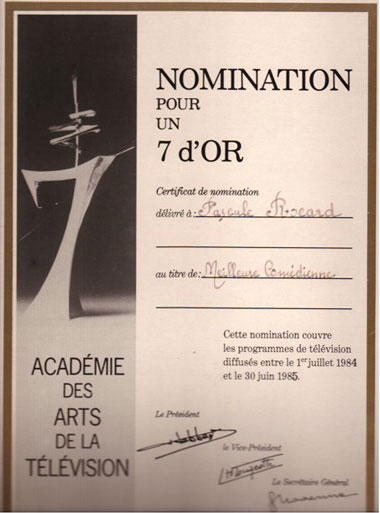 NOMINATION
POUR
UN
7 d'OR
Certificat de nomination
délivré à: Pascale Rocard
au titre de: Meilleure Comédienne
Cette nomination couvre
les programmes de télévision
diffusés entre le 1er juillet 1984
et le 30 juin 1985.
ACADÉMIE
DES
ARTS
DE LA
TÉLÉVISION
Le Président
le Vice-Président
Le Secrétaire Général